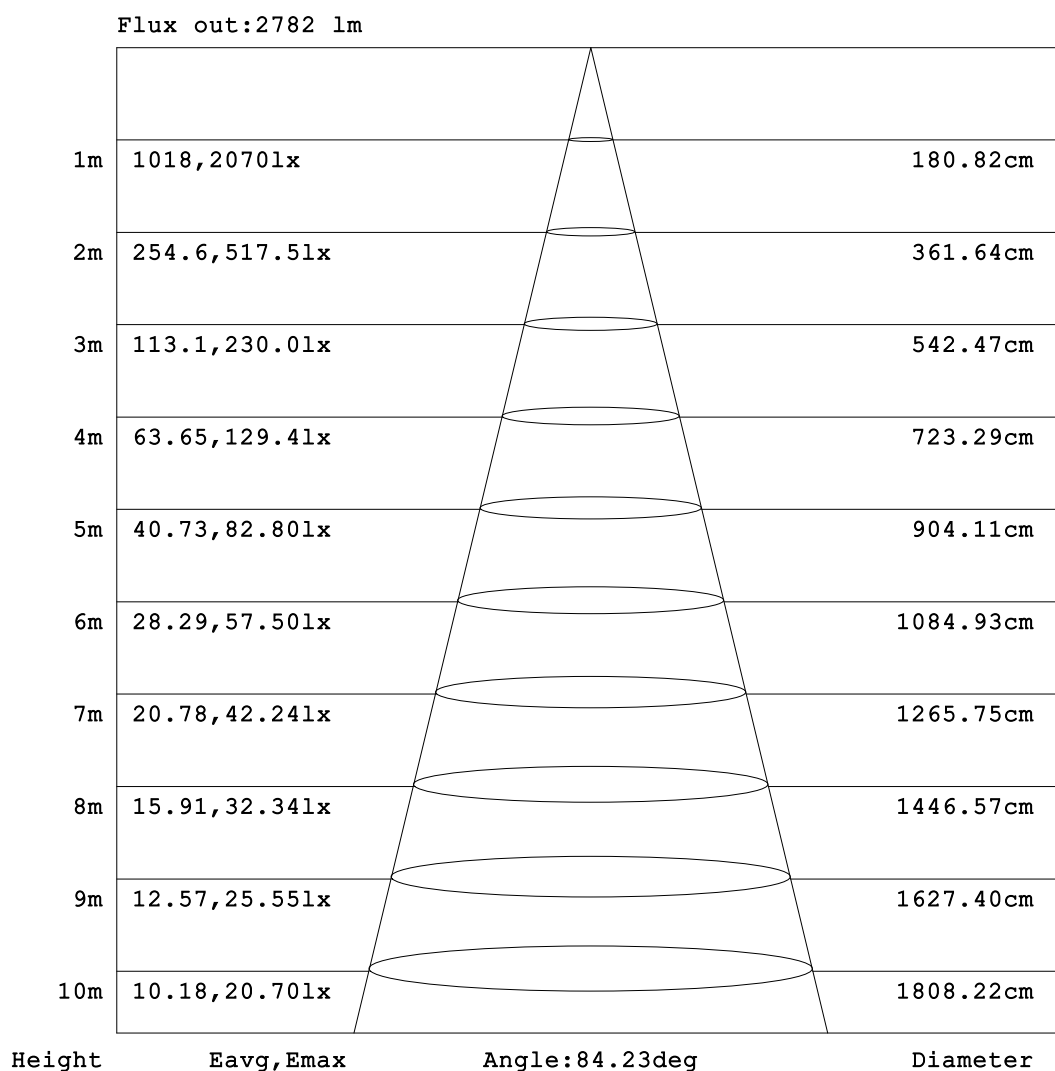 Flux out:2782 lm
1m 1018,2070lx 180.82cm
2m 254.6,517.5lx 361.64cm
3m 113.1,230.0lx 542.47cm
4m 63.65,129.4lx 723.29cm
5m 40.73,82.80lx 904.11cm
6m 28.29,57.50lx 1084.93cm
7m 20.78,42.24lx 1265.75cm
8m 15.91,32.34lx 1446.57cm
9m 12.57,25.55lx 1627.40cm
10m 10.18,20.70lx 1808.22cm
Height Eavg,Emax Angle:84.23deg Diameter